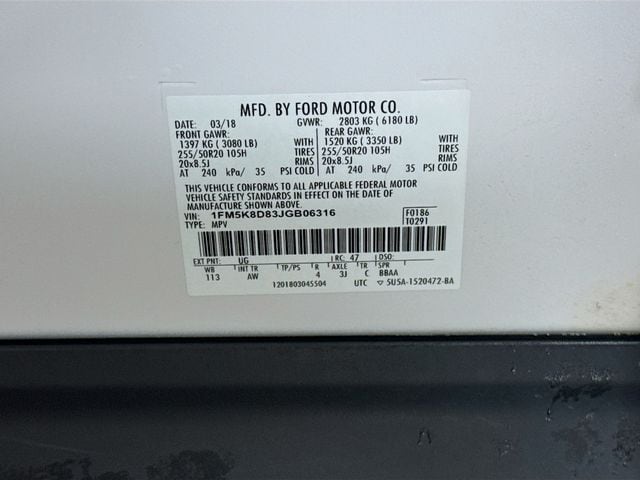 MFD. BY FORD MOTOR CO.
DATE: 03/18 GVWR: 2803 KG ( 6180 LB)
FRONT GAWR: REAR GAWR:
1397 KG ( 3080 LB) WITH 1520 KG ( 3350 LB) WITH
255/50R20 105H TIRES 255/50R20 105H TIRES
20x8.5J RIMS 20x8.5J RIMS
AT 240 kPa/ 35 PSI COLD AT 240 kPa/ 35 PSI COLD
THIS VEHICLE CONFORMS TO ALL APPLICABLE FEDERAL MOTOR
VEHICLE SAFETY STANDARDS IN EFFECT ON THE DATE OF
MANUFACTURE SHOWN ABOVE.
VIN: 1FM5K8D83JGB06316 F0186
TYPE: MPV T0291
EXT PNT: UG RC: 47 DSO:
WB INT TR TP/PS R AXLE TR SPR
113 AW 4 3J C BBAA
1201803045504 UTC ▽ 5U5A-1520472-BA